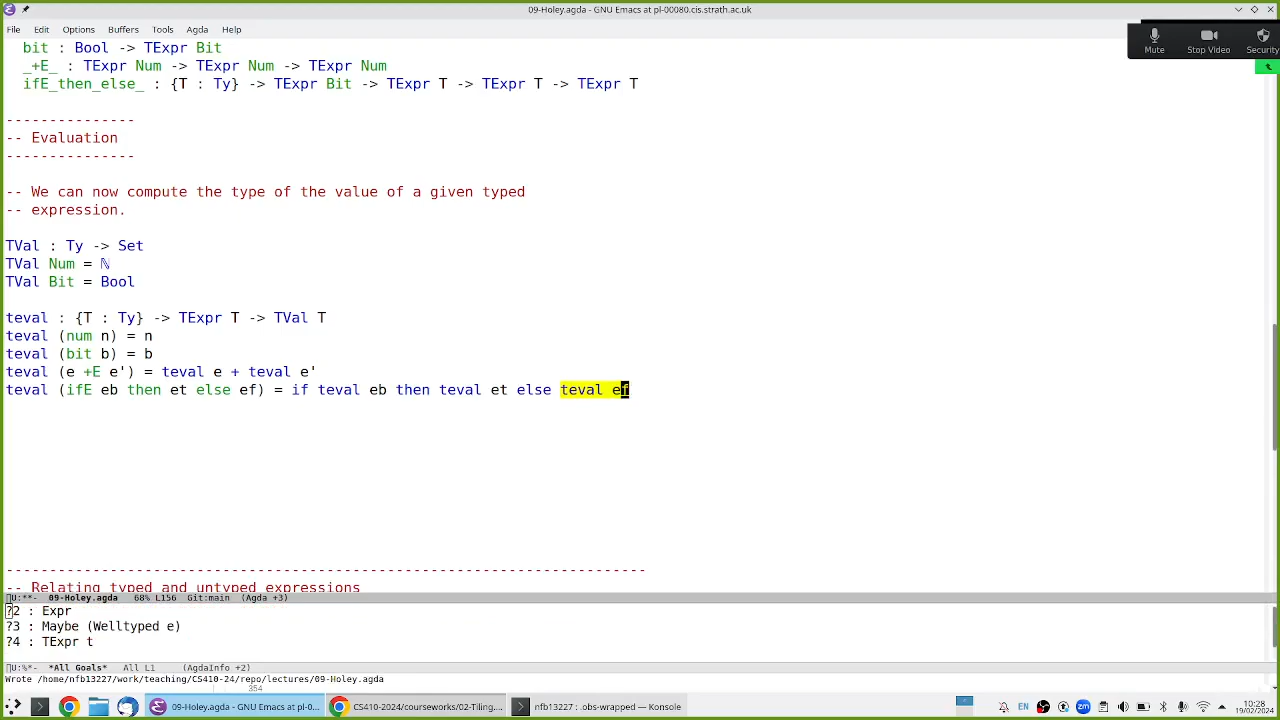 09-Holey.agda - GNU Emacs at pl-00080.cis.strath.ac.uk
File Edit Options Buffers Tools Agda Help
Mute Stop Video Security
bit : Bool -> TExpr Bit
_+E_ : TExpr Num -> TExpr Num -> TExpr Num
ifE_then_else_ : {T : Ty} -> TExpr Bit -> TExpr T -> TExpr T -> TExpr T
---------------
-- Evaluation
---------------
-- We can now compute the type of the value of a given typed
-- expression.
TVal : Ty -> Set
TVal Num = ℕ
TVal Bit = Bool
teval : {T : Ty} -> TExpr T -> TVal T
teval (num n) = n
teval (bit b) = b
teval (e +E e') = teval e + teval e'
teval (ifE eb then et else ef) = if teval eb then teval et else teval ef
--------------------------------------------------------------------------
-- Relating typed and untyped expressions
U:**- 09-Holey.agda 68% L156 Git:main (Agda +3)
?2 : Expr
?3 : Maybe (Welltyped e)
?4 : TExpr t
U:%*- *All Goals* All L1 (AgdaInfo +2)
Wrote /home/nfb13227/work/teaching/CS410-24/repo/lectures/09-Holey.agda
354
09-Holey.agda - GNU Emacs at pl-0... CS410-2324/courseworks/02-Tiling,... nfb13227 : .obs-wrapped — Konsole
EN
zm
10:28
19/02/2024